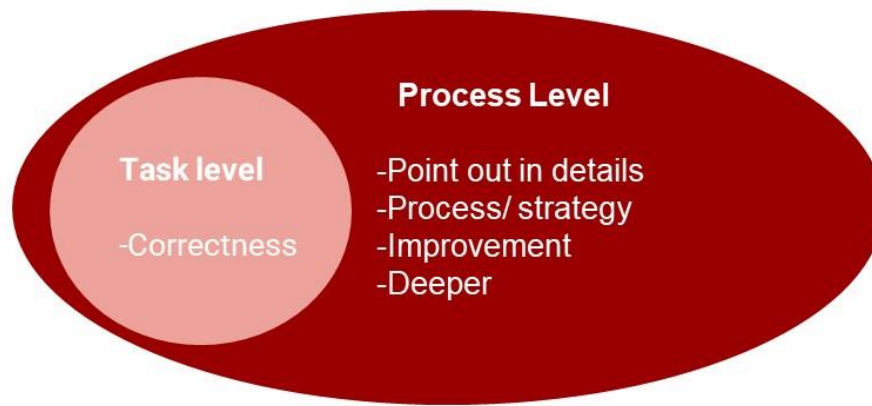 Process Level
Task level
-Correctness
-Point out in details
-Process/ strategy
-Improvement
-Deeper